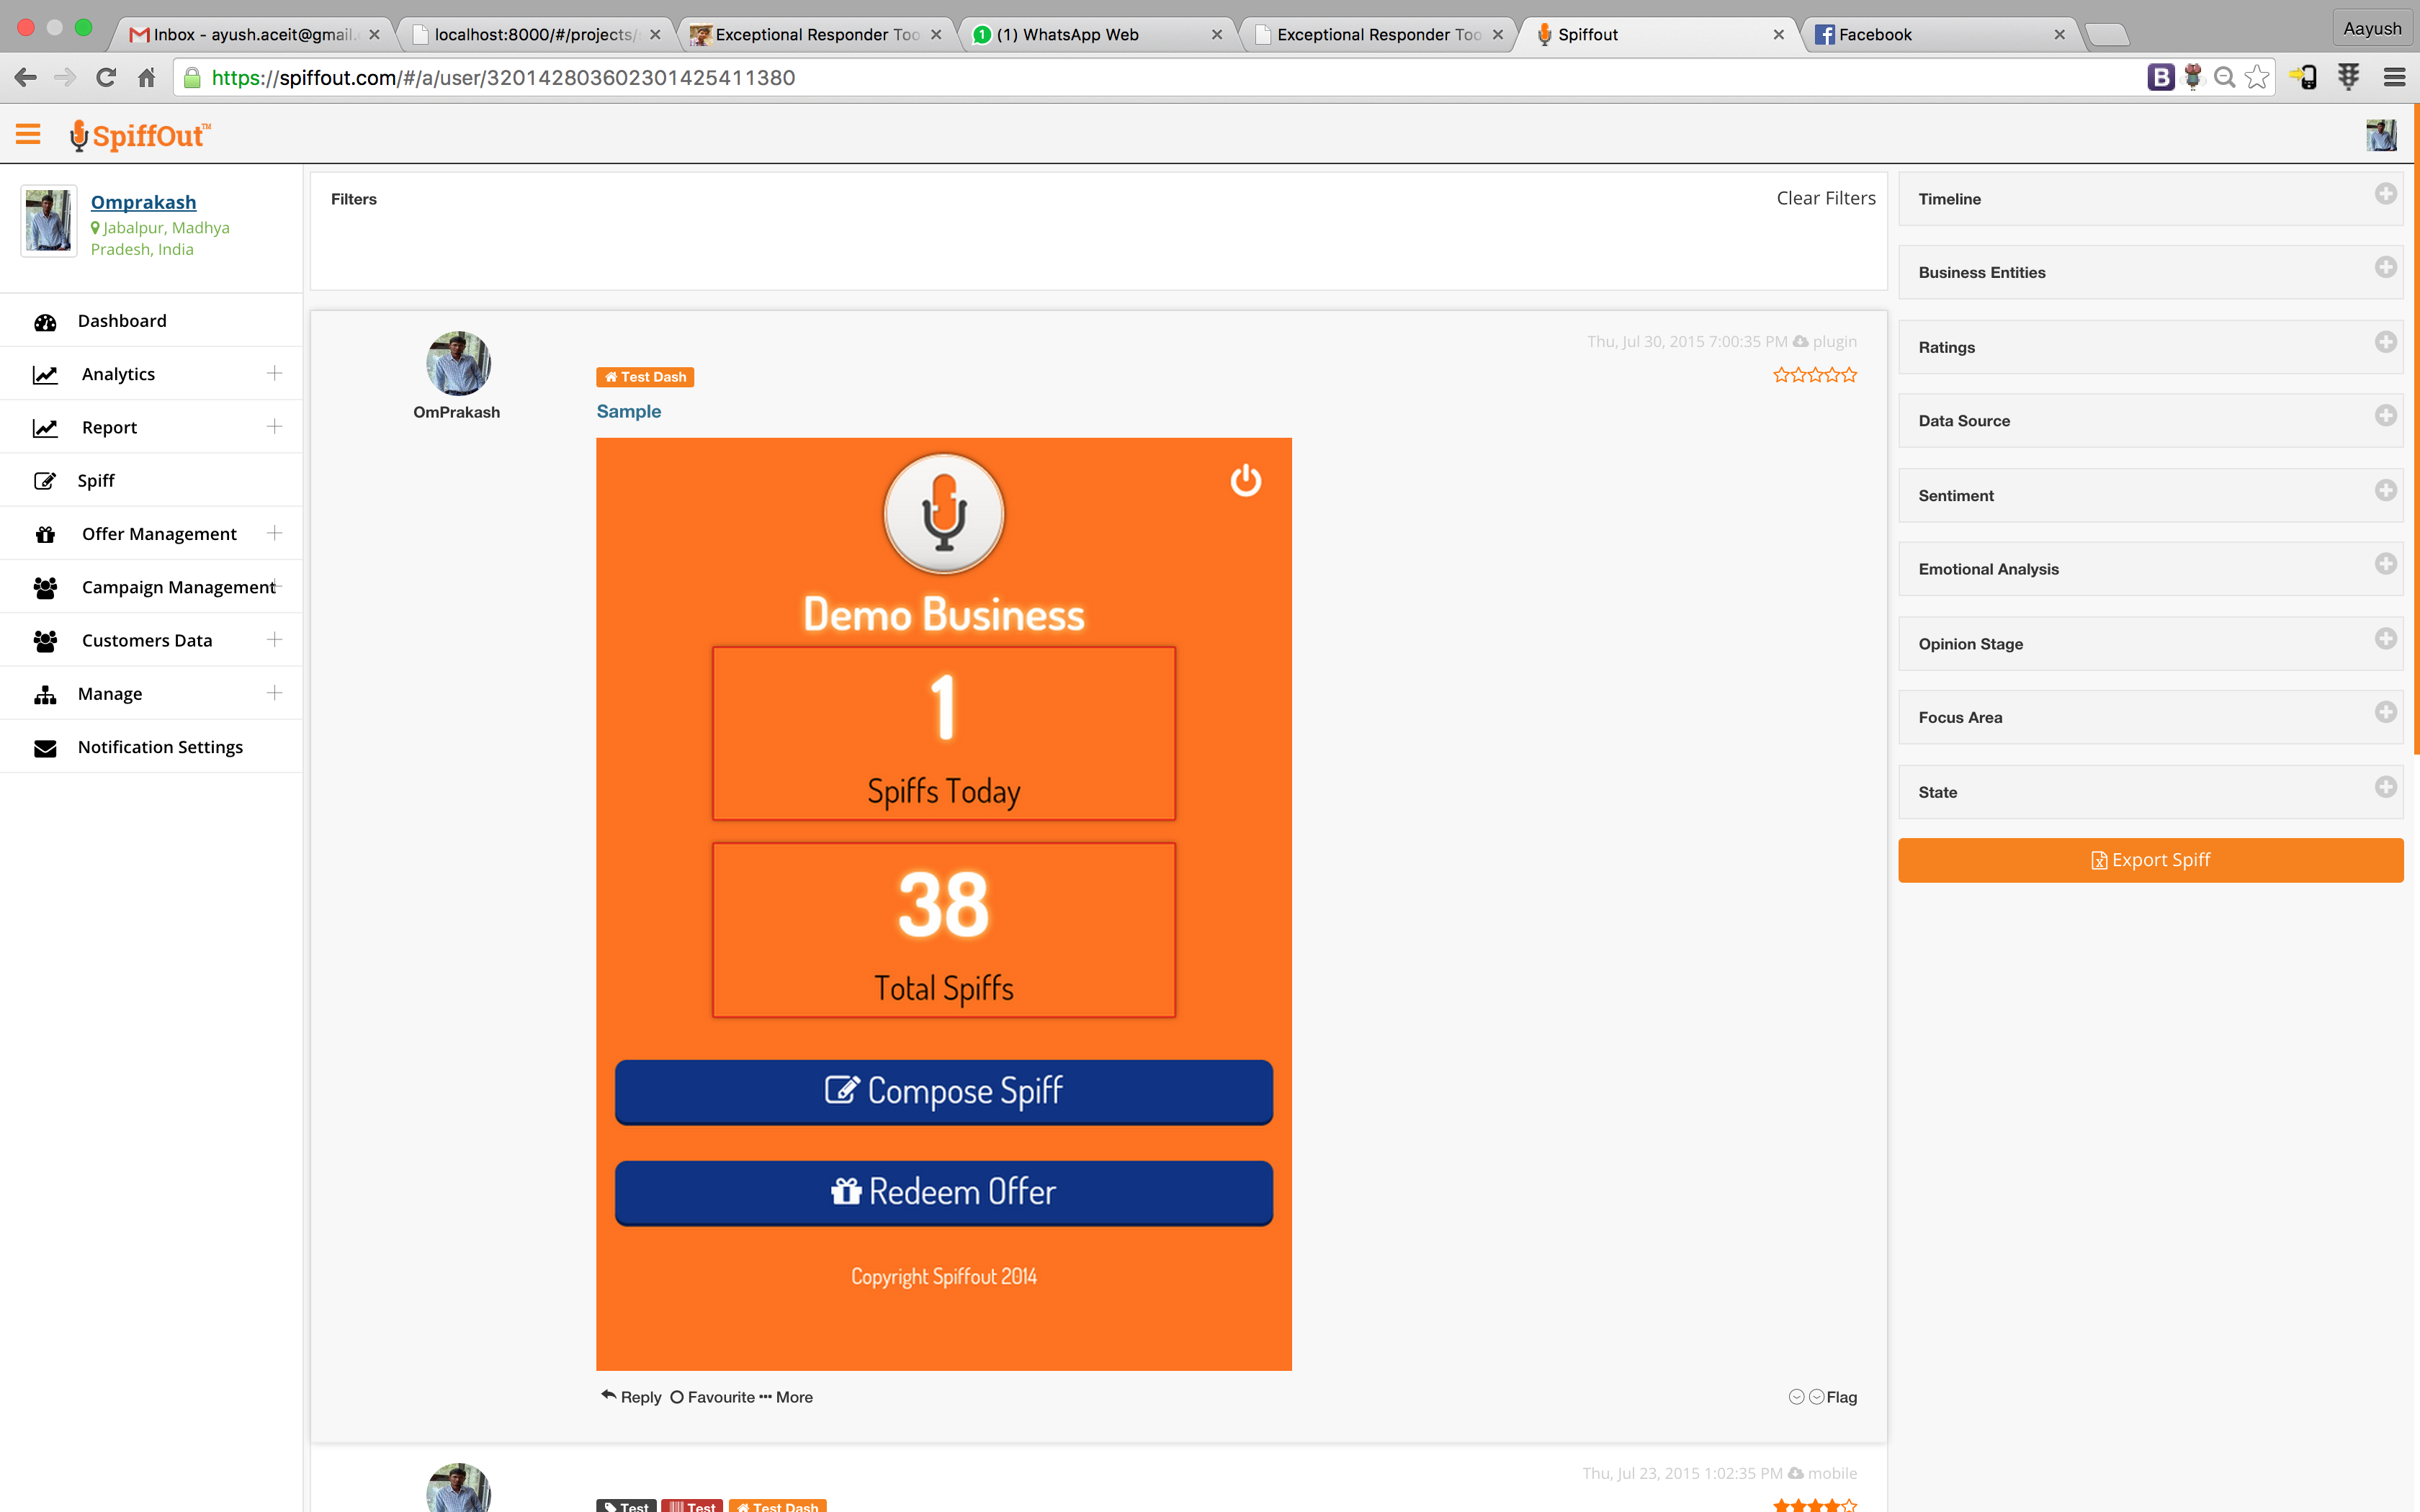 Inbox - ayush.aceit@gmail.
localhost:8000/#/projects/
Exceptional Responder Too
(1) WhatsApp Web
Exceptional Responder Too
Spiffout
Facebook
Aayush
https://spiffout.com/#/a/user/3201428036023014254​11380
SpiffOut™
Omprakash
Jabalpur, Madhya
Pradesh, India
Dashboard
Analytics
Report
Spiff
Offer Management
Campaign Management
Customers Data
Manage
Notification Settings
Filters
Clear Filters
OmPrakash
Thu, Jul 30, 2015 7:00:35 PM plugin
Test Dash
Sample
Demo Business
1
Spiffs Today
38
Total Spiffs
Compose Spiff
Redeem Offer
Copyright Spiffout 2014
Reply Favourite More
Flag
Thu, Jul 23, 2015 1:02:35 PM mobile
Test Test Test Dash
Timeline
Business Entities
Ratings
Data Source
Sentiment
Emotional Analysis
Opinion Stage
Focus Area
State
Export Spiff